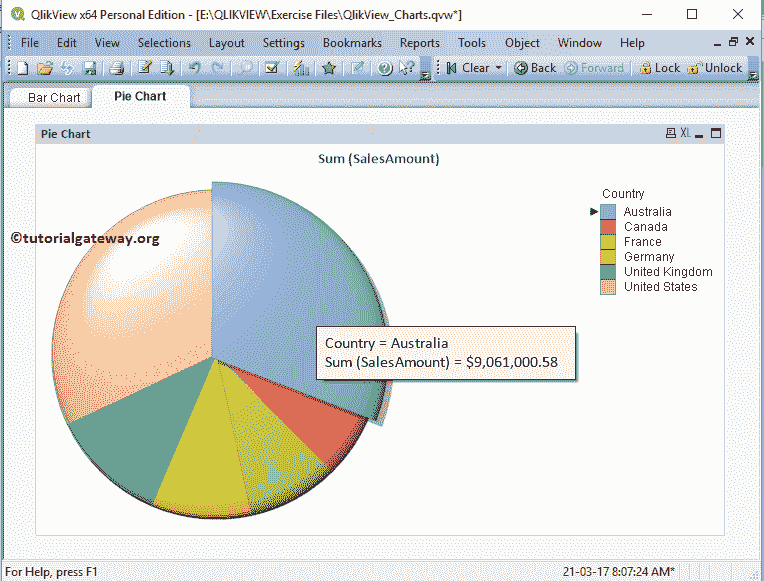 QlikView x64 Personal Edition - [E:\QLIKVIEW\Exercise Files\QlikView_Charts.qvw*]
File Edit View Selections Layout Settings Bookmarks Reports Tools Object Window Help
Clear Back Forward Lock Unlock
Bar Chart Pie Chart
Pie Chart XL
Sum (SalesAmount)
Country
Australia
Canada
France
Germany
United Kingdom
United States
©tutorialgateway.org
Country = Australia
Sum (SalesAmount) = $9,061,000.58
For Help, press F1 21-03-17 8:07:24 AM*